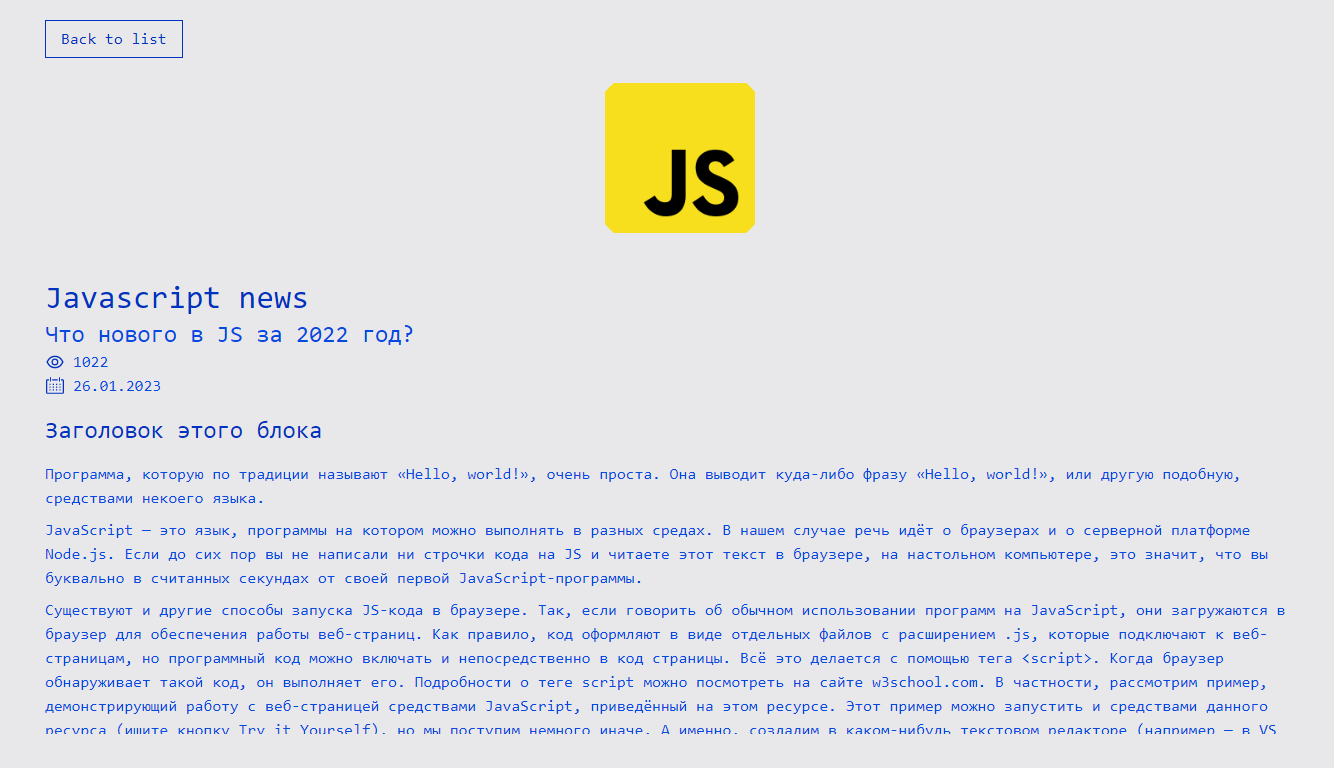 Back to list
JS
Javascript news
Что нового в JS за 2022 год?
1022
26.01.2023
Заголовок этого блока
Программа, которую по традиции называют «Hello, world!», очень проста. Она выводит куда-либо фразу «Hello, world!», или другую подобную,
средствами некоего языка.
JavaScript — это язык, программы на котором можно выполнять в разных средах. В нашем случае речь идёт о браузерах и о серверной платформе
Node.js. Если до сих пор вы не написали ни строчки кода на JS и читаете этот текст в браузере, на настольном компьютере, это значит, что вы
буквально в считанных секундах от своей первой JavaScript-программы.
Существуют и другие способы запуска JS-кода в браузере. Так, если говорить об обычном использовании программ на JavaScript, они загружаются в
браузер для обеспечения работы веб-страниц. Как правило, код оформляют в виде отдельных файлов с расширением .js, которые подключают к веб-
страницам, но программный код можно включать и непосредственно в код страницы. Всё это делается с помощью тега <script>. Когда браузер
обнаруживает такой код, он выполняет его. Подробности о теге script можно посмотреть на сайте w3school.com. В частности, рассмотрим пример,
демонстрирующий работу с веб-страницей средствами JavaScript, приведённый на этом ресурсе. Этот пример можно запустить и средствами данного
ресурса (ищите кнопку Try it Yourself), но мы поступим немного иначе. А именно, создадим в каком-нибудь текстовом редакторе (например — в VS